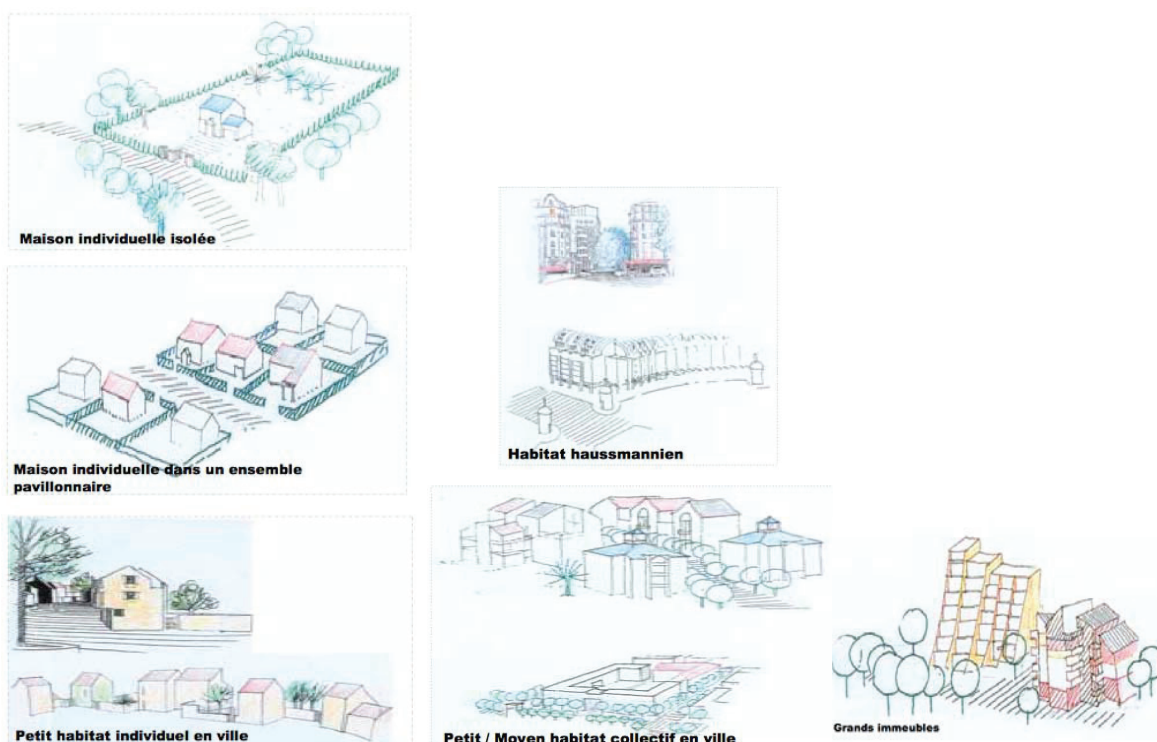 Maison individuelle isolée
Maison individuelle dans un ensemble
pavillonnaire
Petit habitat individuel en ville
Habitat haussmannien
Petit / Moyen habitat collectif en ville
Grands immeubles